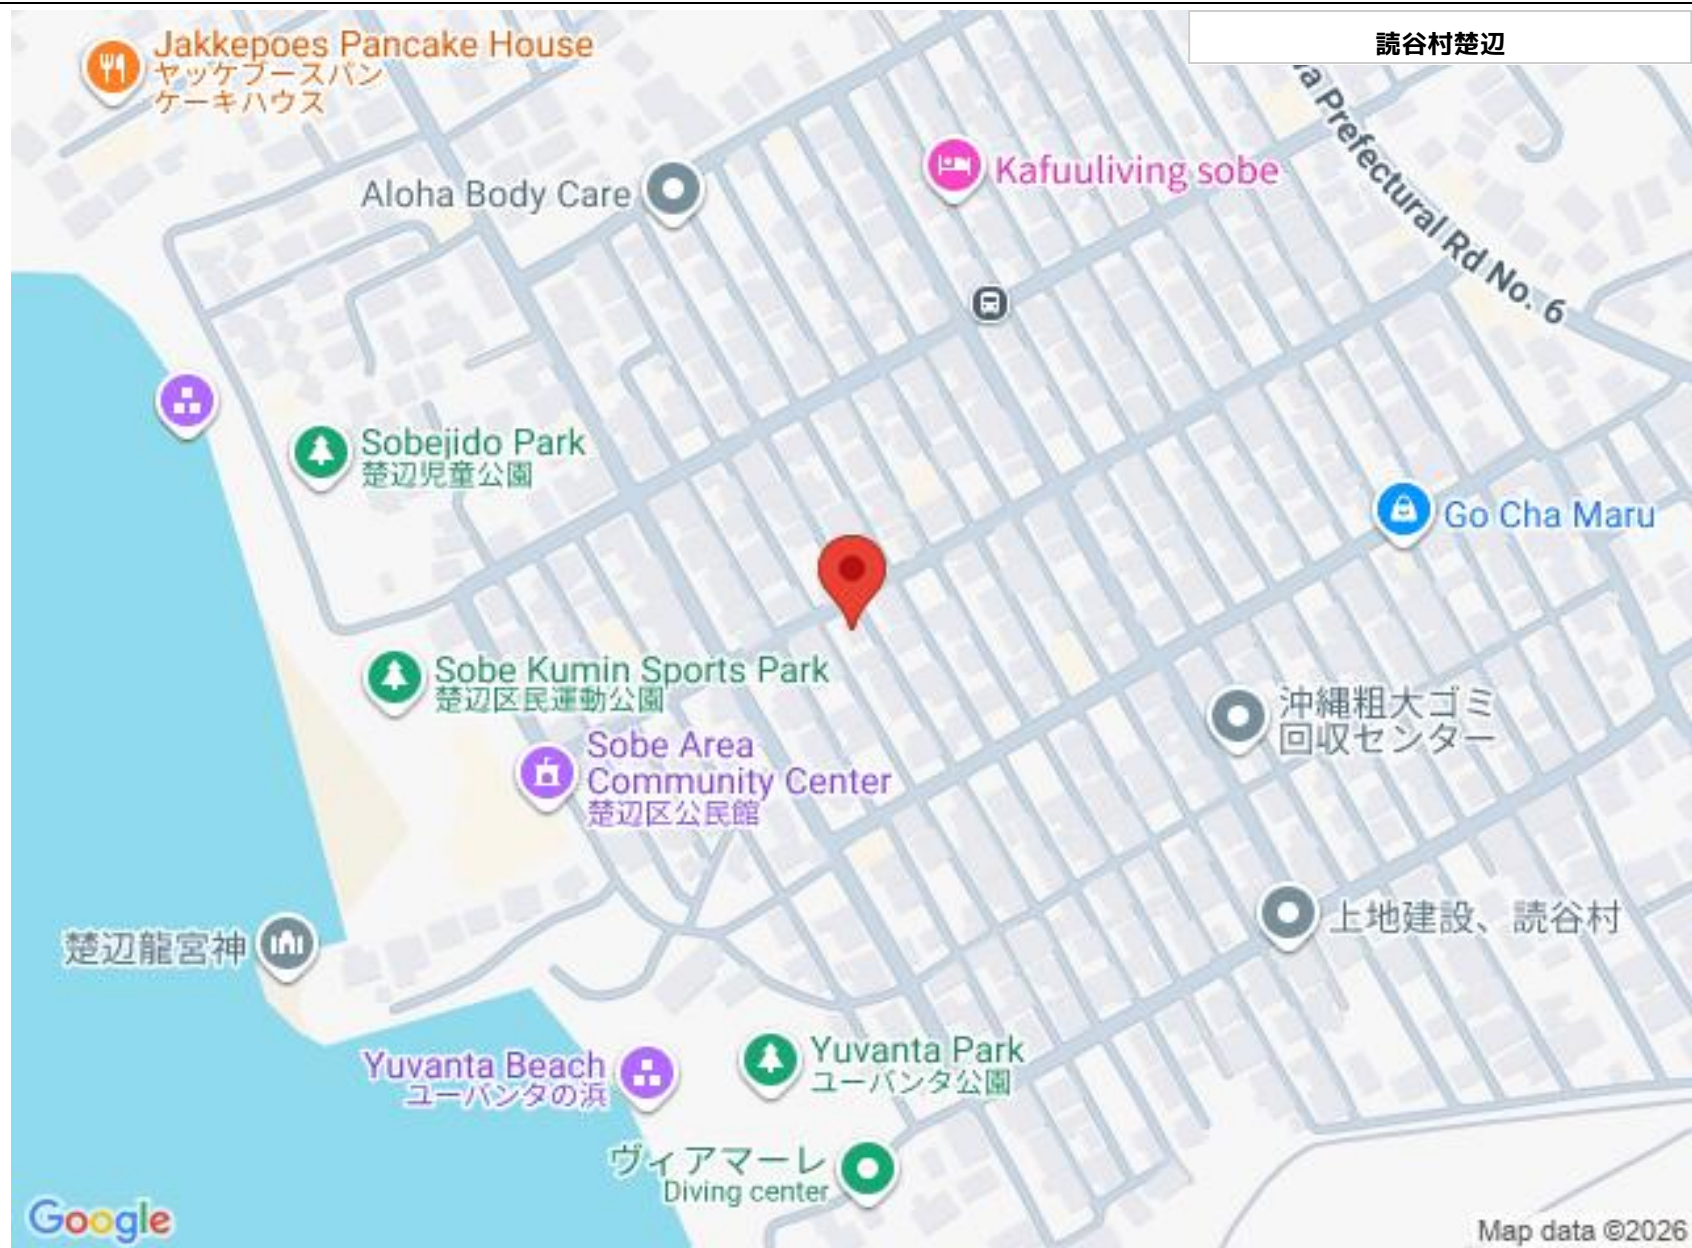 読谷村楚辺
Jakkepoes Pancake House
ヤッケブースパン
ケーキハウス
Prefectural Rd No. 6
Kafuuliving sobe
Aloha Body Care
Sobejido Park
楚辺児童公園
Go Cha Maru
Sobe Kumin Sports Park
楚辺区民運動公園
沖縄粗大ゴミ
回収センター
Sobe Area
Community Center
楚辺区公民館
上地建設、読谷村
楚辺龍宮神
Yuvanta Beach
ユーバンタの浜
Yuvanta Park
ユーバンタ公園
ヴィアマーレ
Diving center
Google
Map data ©2026